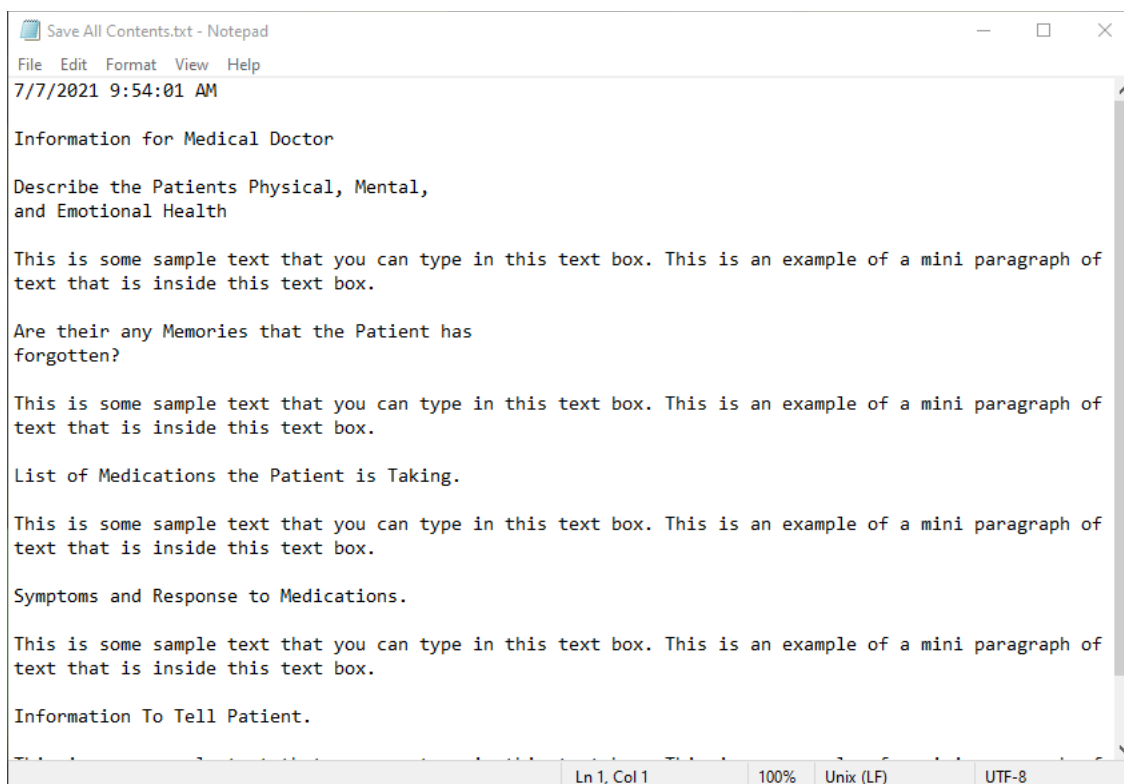 Save All Contents.txt - Notepad
File Edit Format View Help
7/7/2021 9:54:01 AM
Information for Medical Doctor
Describe the Patients Physical, Mental,
and Emotional Health
This is some sample text that you can type in this text box. This is an example of a mini paragraph of
text that is inside this text box.
Are their any Memories that the Patient has
forgotten?
This is some sample text that you can type in this text box. This is an example of a mini paragraph of
text that is inside this text box.
List of Medications the Patient is Taking.
This is some sample text that you can type in this text box. This is an example of a mini paragraph of
text that is inside this text box.
Symptoms and Response to Medications.
This is some sample text that you can type in this text box. This is an example of a mini paragraph of
text that is inside this text box.
Information To Tell Patient.
Ln 1, Col 1 100% Unix (LF) UTF-8